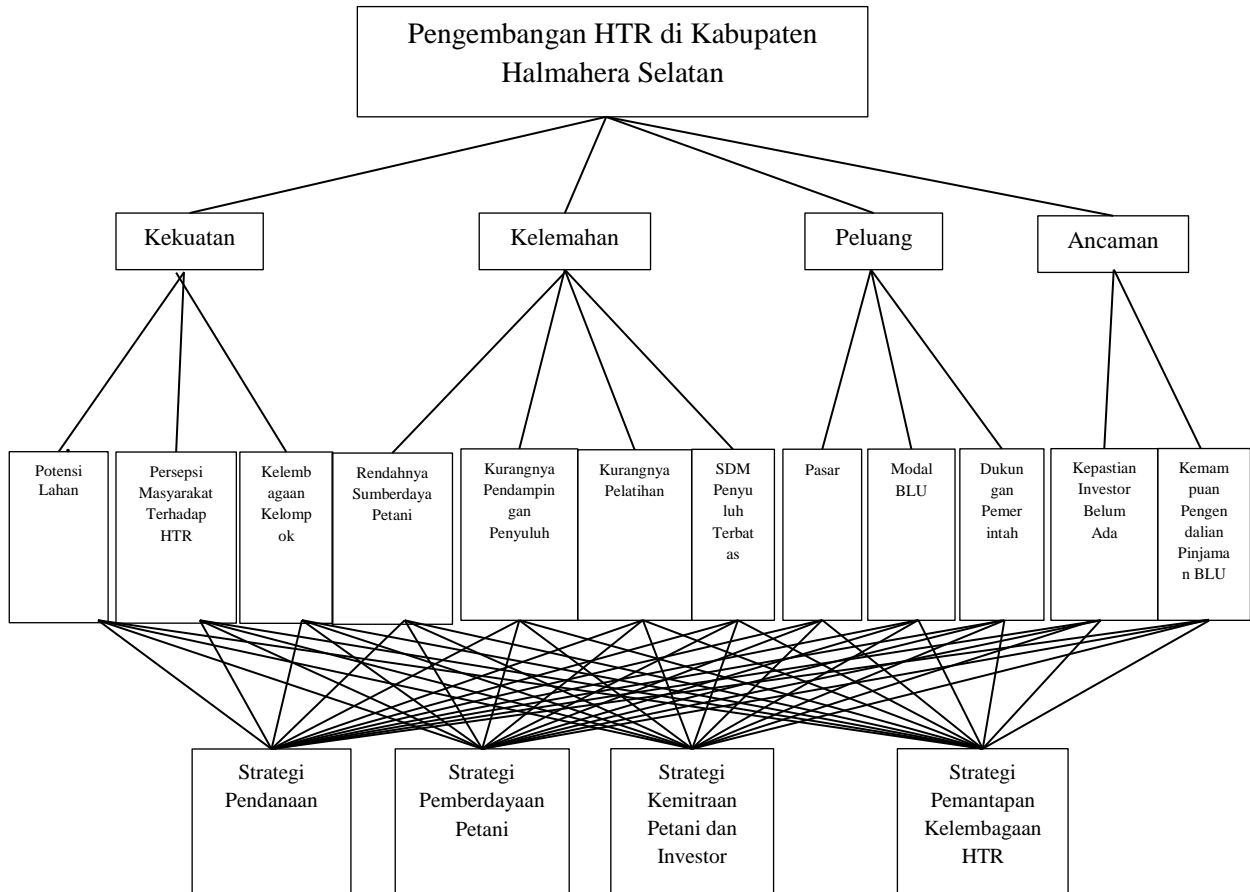 Pengembangan HTR di Kabupaten
Halmahera Selatan
Kekuatan
Kelemahan
Peluang
Ancaman
Potensi
Lahan
Persepsi
Masyarakat
Terhadap
HTR
Kelemb
agaan
Kelomp
ok
Rendahnya
Sumberdaya
Petani
Kurangnya
Pendampin
gan
Penyuluh
Kurangnya
Pelatihan
SDM
Penyu
luh
Terbat
as
Pasar
Modal
BLU
Dukun
gan
Pemer
intah
Kepastian
Investor
Belum
Ada
Kemam
puan
Pengen
dalian
Pinjama
n BLU
Strategi
Pendanaan
Strategi
Pemberdayaan
Petani
Strategi
Kemitraan
Petani dan
Investor
Strategi
Pemantapan
Kelembagaan
HTR